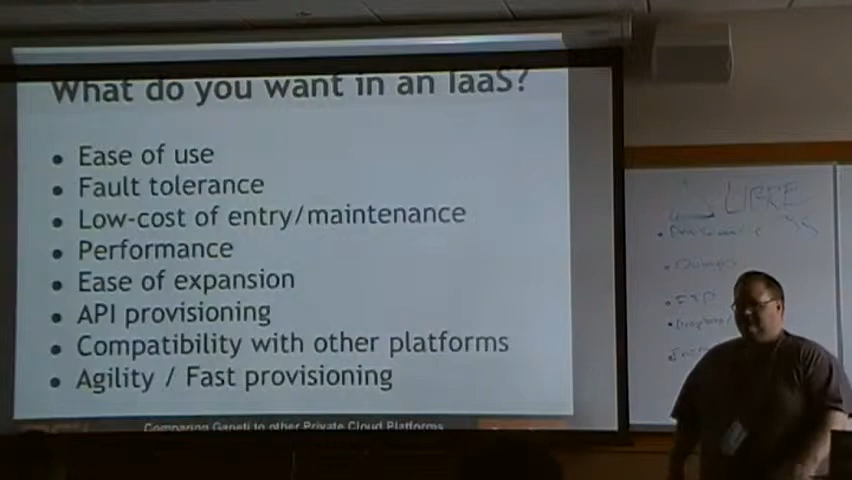 What do you want in an IaaS?
• Ease of use
• Fault tolerance
• Low-cost of entry/maintenance
• Performance
• Ease of expansion
• API provisioning
• Compatibility with other platforms
• Agility / Fast provisioning
Comparing Ganeti to other Private Cloud Platforms
LIBRE